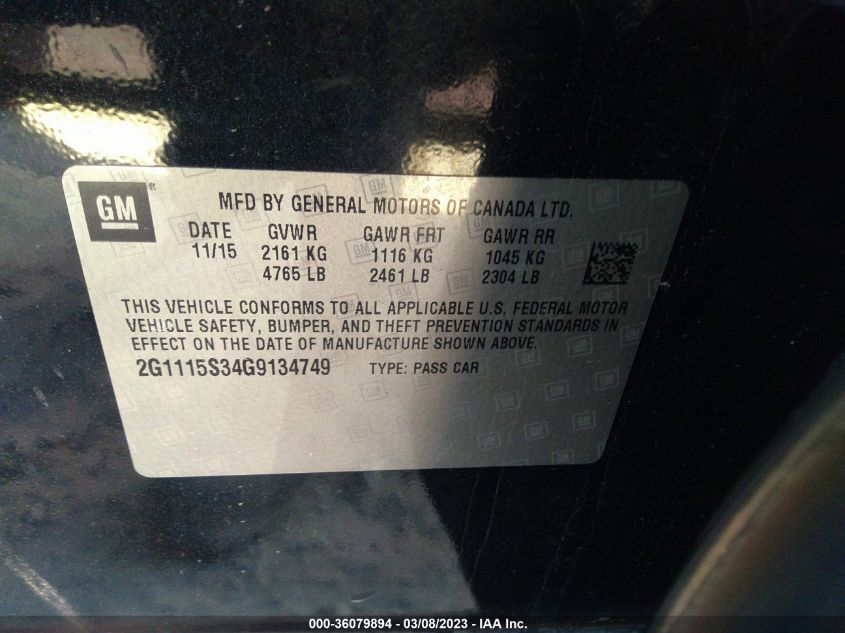 GM®
MFD BY GENERAL MOTORS OF CANADA LTD.
DATE GVWR GAWR FRT GAWR RR
11/15 2161 KG 1116 KG 1045 KG
4765 LB 2461 LB 2304 LB
THIS VEHICLE CONFORMS TO ALL APPLICABLE U.S. FEDERAL MOTOR
VEHICLE SAFETY, BUMPER, AND THEFT PREVENTION STANDARDS IN
EFFECT ON THE DATE OF MANUFACTURE SHOWN ABOVE.
2G1115S34G9134749 TYPE: PASS CAR
000-36079894 - 03/08/2023 - IAA Inc.